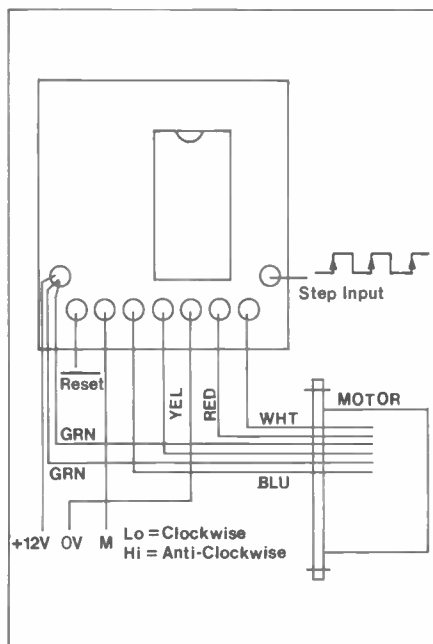 Step Input
Reset
YEL
RED
WHT
MOTOR
GRN
GRN
BLU
+12V 0V M Lo = Clockwise
Hi = Anti-Clockwise